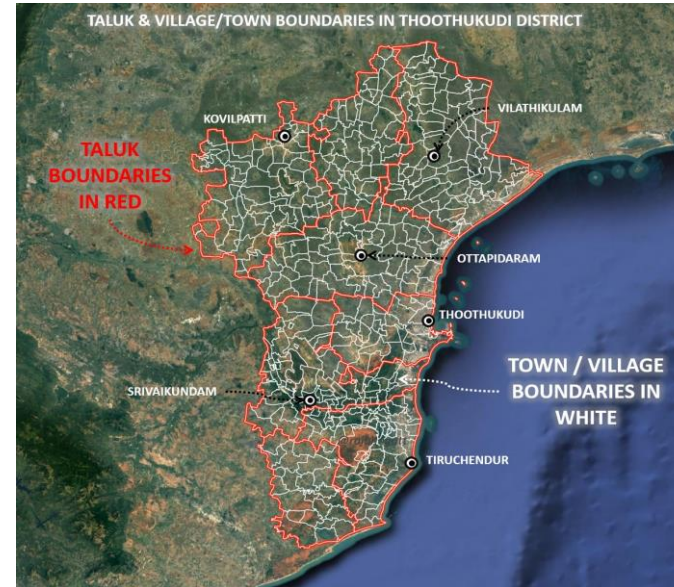 TALUK & VILLAGE/TOWN BOUNDARIES IN THOOTHUKUDI DISTRICT
KOVILPATTI
VILATHIKULAM
TALUK
BOUNDARIES
IN RED
OTTAPIDARAM
THOOTHUKUDI
TOWN / VILLAGE
BOUNDARIES IN
WHITE
SRIVAIKUNDAM
TIRUCHENDUR